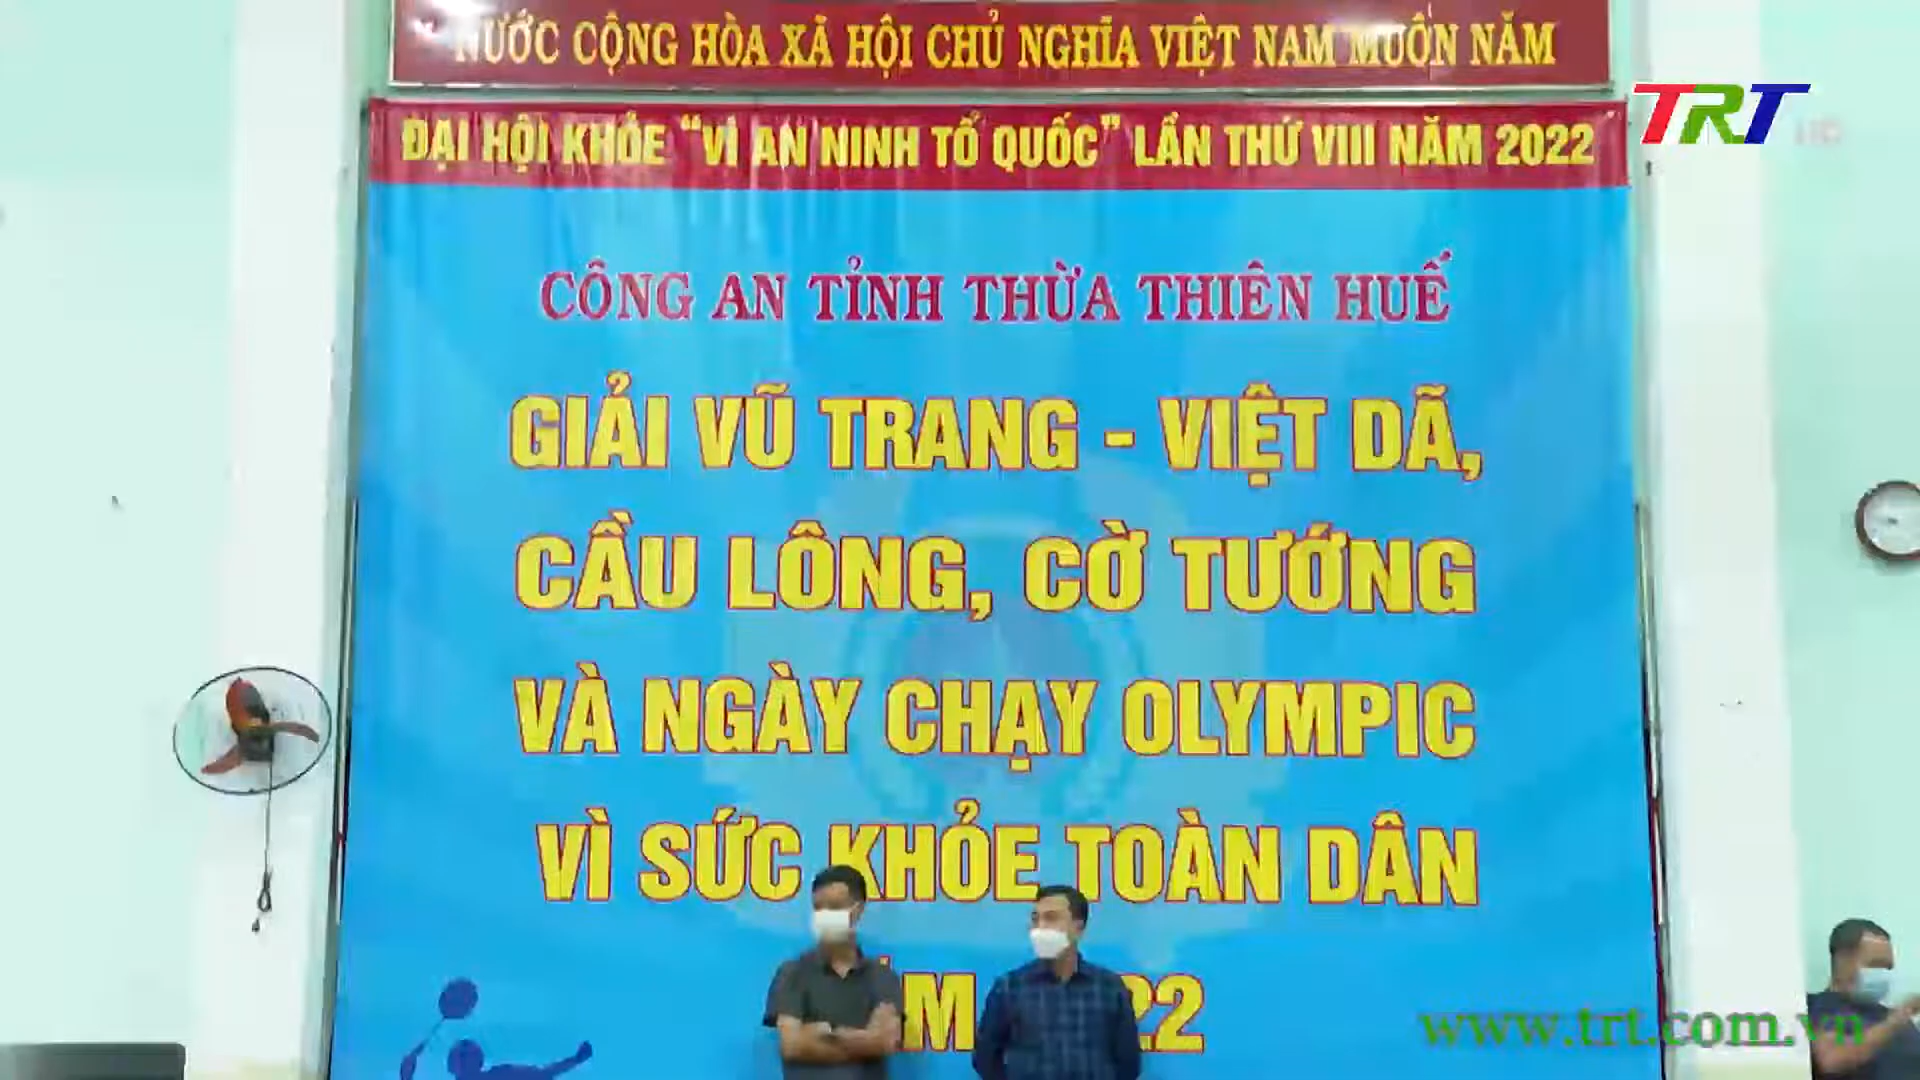 NƯỚC CỘNG HÒA XÃ HỘI CHỦ NGHĨA VIỆT NAM MUÔN NĂM
ĐẠI HỘI KHỎE "VÌ AN NINH TỔ QUỐC" LẦN THỨ VIII NĂM 2022
TRT HD
CÔNG AN TỈNH THỪA THIÊN HUẾ
GIẢI VŨ TRANG - VIỆT DÃ,
CẦU LÔNG, CỜ TƯỚNG
VÀ NGÀY CHẠY OLYMPIC
VÌ SỨC KHỎE TOÀN DÂN
www.trt.com.vn